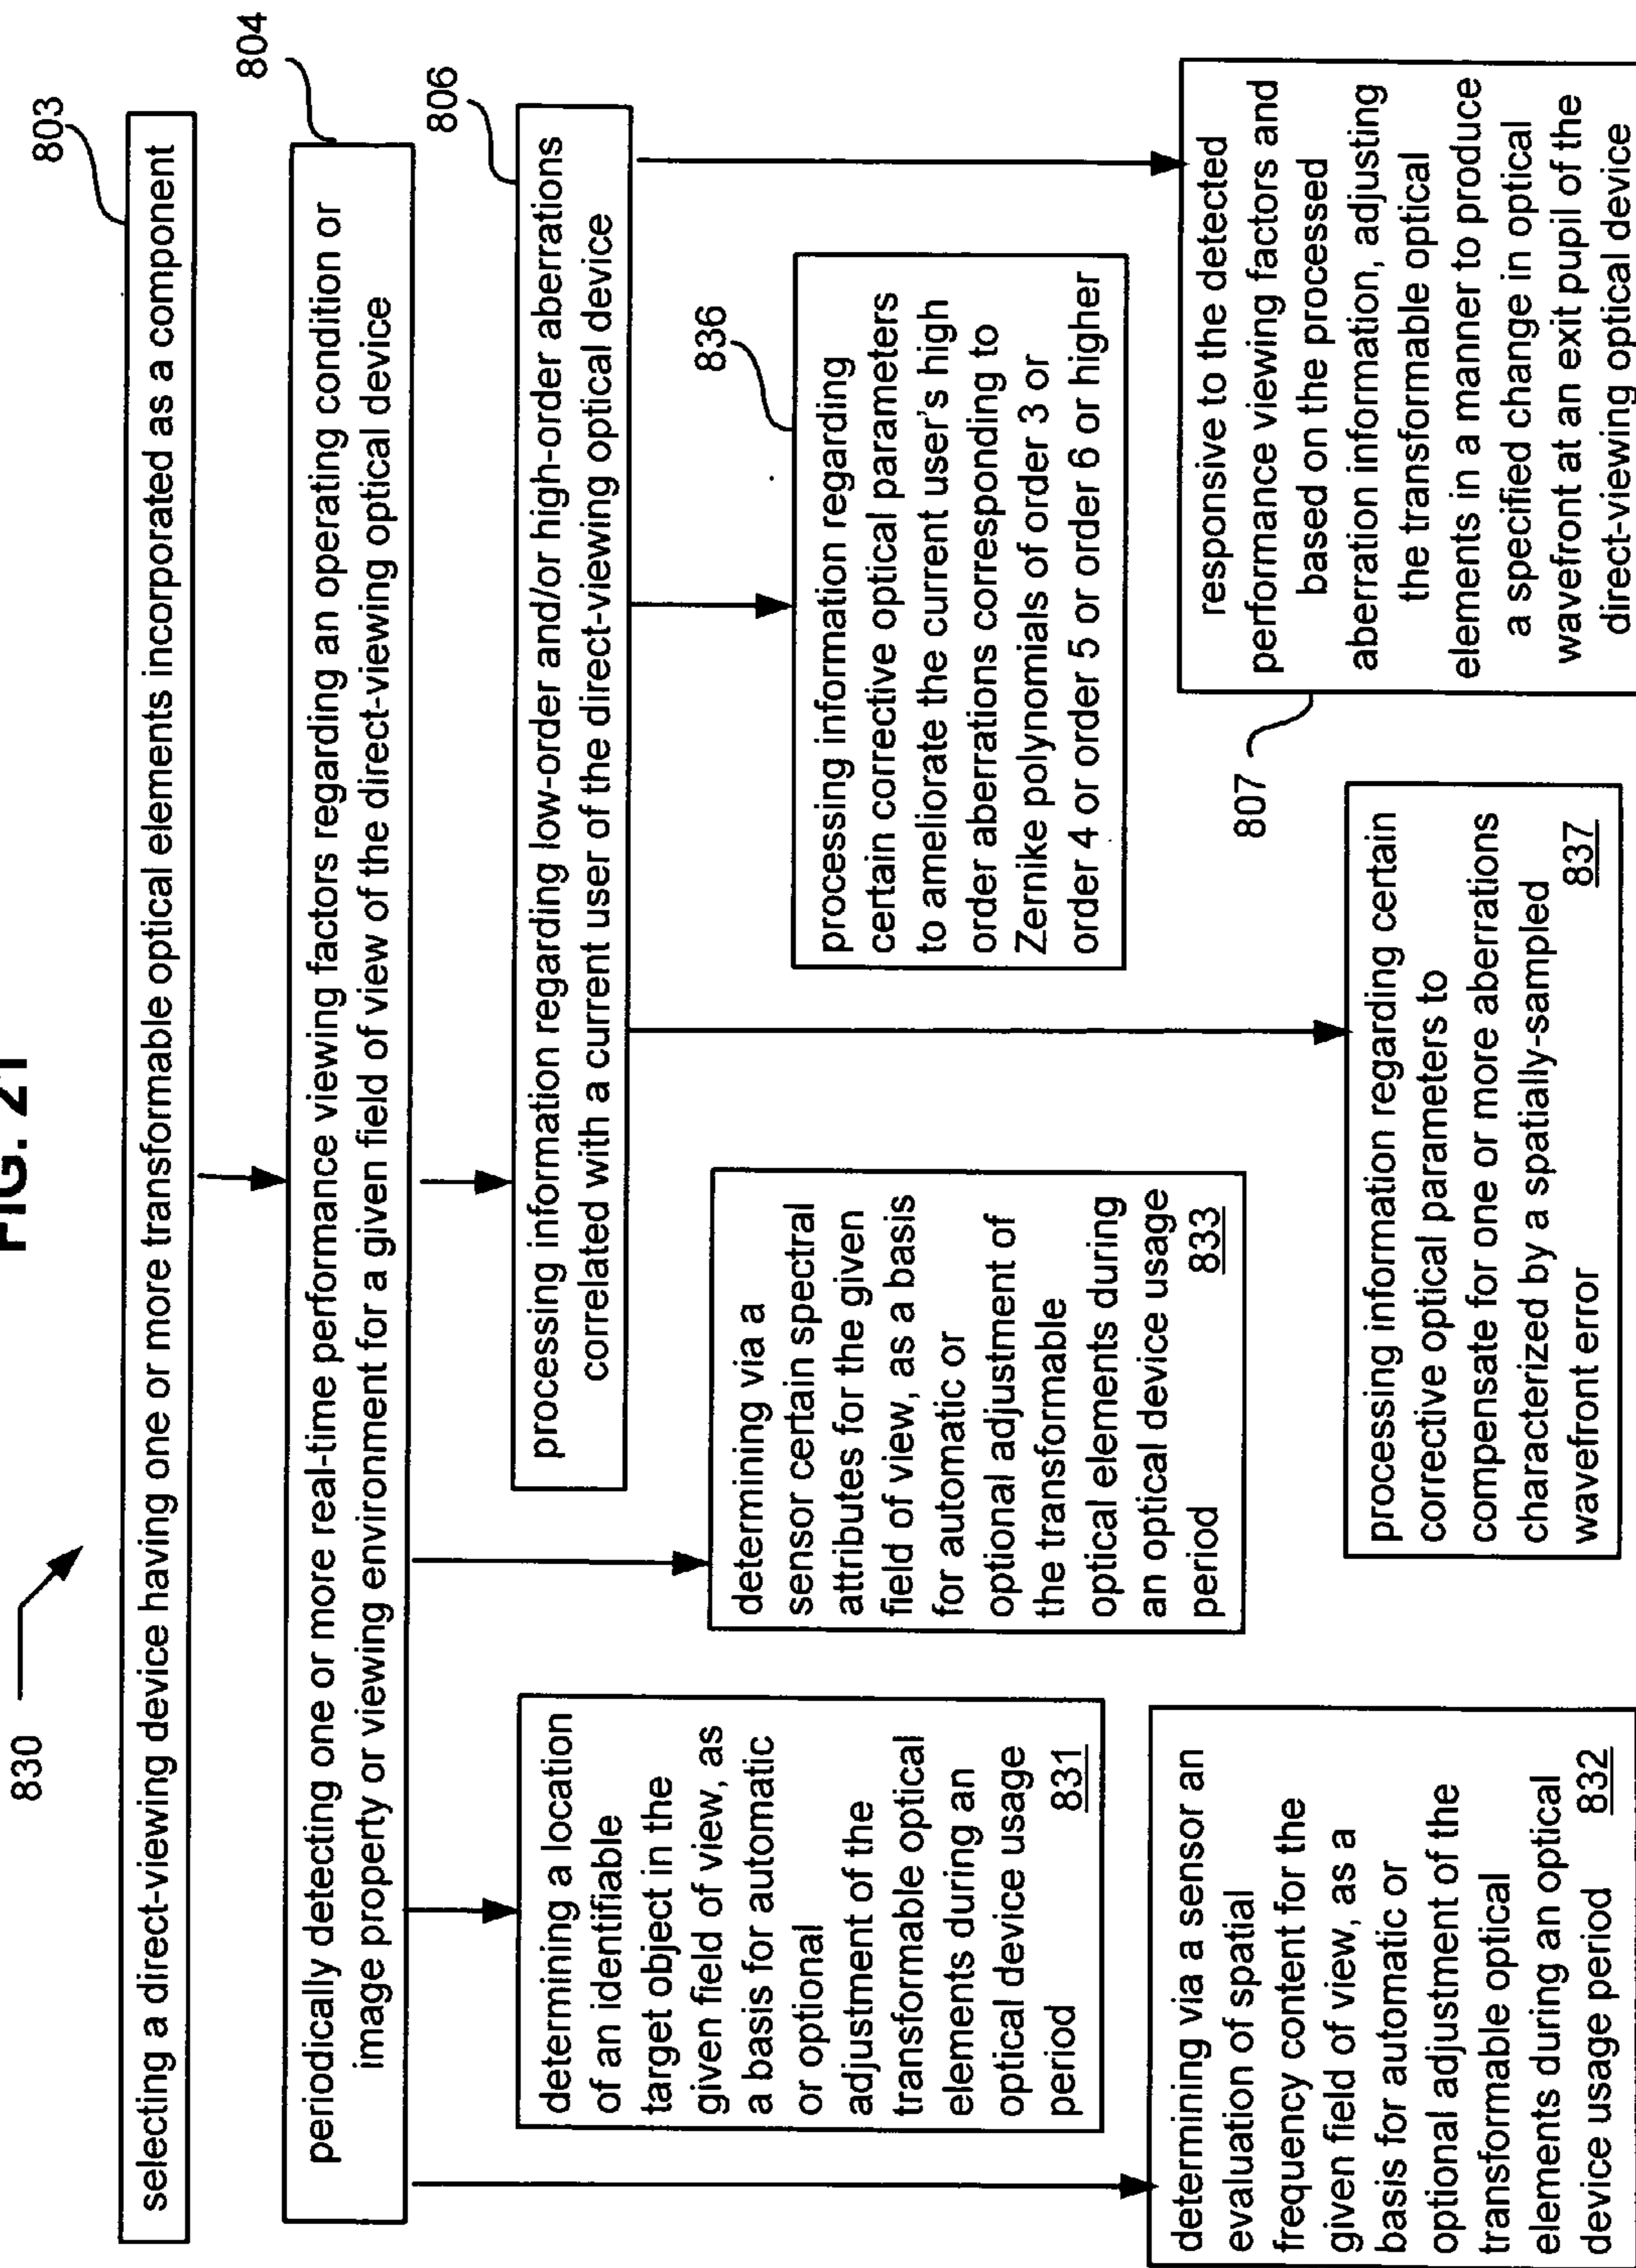 FIG. 21
830
803
selecting a direct-viewing device having one or more transformable optical elements incorporated as a component
804
periodically detecting one or more real-time performance viewing factors regarding an operating condition or
image property or viewing environment for a given field of view of the direct-viewing optical device
806
processing information regarding low-order and/or high-order aberrations
correlated with a current user of the direct-viewing optical device
determining a location
of an identifiable
target object in the
given field of view, as
a basis for automatic
or optional
adjustment of the
transformable optical
elements during an
optical device usage
period 831
determining via a
sensor certain spectral
attributes for the given
field of view, as a basis
for automatic or
optional adjustment of
the transformable
optical elements during
an optical device usage
period 833
836
processing information regarding
certain corrective optical parameters
to ameliorate the current user's high
order aberrations corresponding to
Zernike polynomials of order 3 or
order 4 or order 5 or order 6 or higher
determining via a sensor an
evaluation of spatial
frequency content for the
given field of view, as a
basis for automatic or
optional adjustment of the
transformable optical
elements during an optical
device usage period 832
processing information regarding certain
corrective optical parameters to
compensate for one or more aberrations
characterized by a spatially-sampled
wavefront error 837
807
responsive to the detected
performance viewing factors and
based on the processed
aberration information, adjusting
the transformable optical
elements in a manner to produce
a specified change in optical
wavefront at an exit pupil of the
direct-viewing optical device